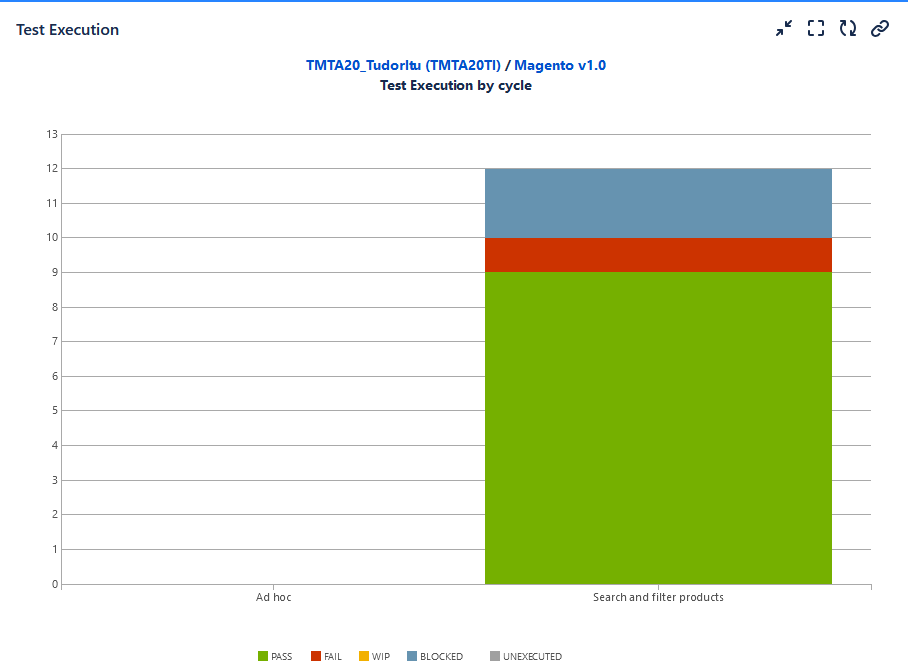 Test Execution
TMTA20_TudorItu (TMTA20TI) / Magento v1.0
Test Execution by cycle
13
12
11
10
9
8
7
6
5
4
3
2
1
0
Ad hoc
Search and filter products
PASS FAIL WIP BLOCKED UNEXECUTED